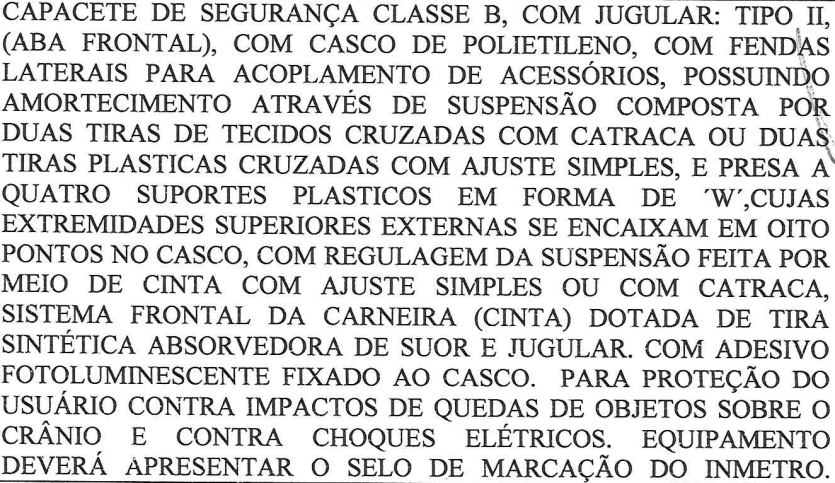 CAPACETE DE SEGURANÇA CLASSE B, COM JUGULAR: TIPO II,
(ABA FRONTAL), COM CASCO DE POLIETILENO, COM FENDAS
LATERAIS PARA ACOPLAMENTO DE ACESSÓRIOS, POSSUINDO
AMORTECIMENTO ATRAVÉS DE SUSPENSÃO COMPOSTA POR
DUAS TIRAS DE TECIDOS CRUZADAS COM CATRACA OU DUAS
TIRAS PLASTICAS CRUZADAS COM AJUSTE SIMPLES, E PRESA A
QUATRO SUPORTES PLASTICOS EM FORMA DE ´W´,CUJAS
EXTREMIDADES SUPERIORES EXTERNAS SE ENCAIXAM EM OITO
PONTOS NO CASCO, COM REGULAGEM DA SUSPENSÃO FEITA POR
MEIO DE CINTA COM AJUSTE SIMPLES OU COM CATRACA,
SISTEMA FRONTAL DA CARNEIRA (CINTA) DOTADA DE TIRA
SINTÉTICA ABSORVEDORA DE SUOR E JUGULAR. COM ADESIVO
FOTOLUMINESCENTE FIXADO AO CASCO. PARA PROTEÇÃO DO
USUÁRIO CONTRA IMPACTOS DE QUEDAS DE OBJETOS SOBRE O
CRÂNIO E CONTRA CHOQUES ELÉTRICOS. EQUIPAMENTO
DEVERÁ APRESENTAR O SELO DE MARCAÇÃO DO INMETRO.